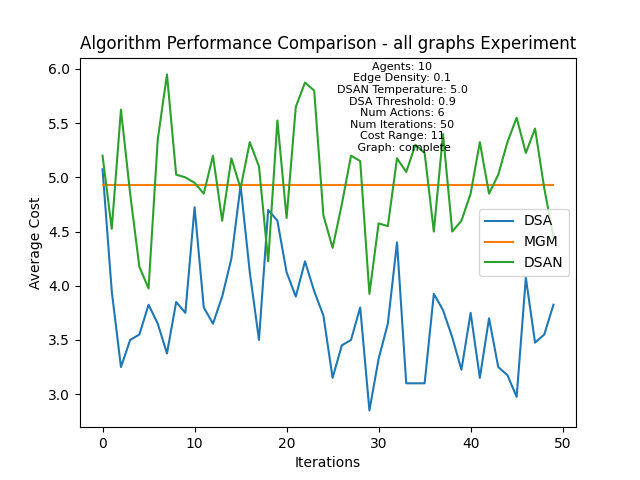 Algorithm Performance Comparison - all graphs Experiment
Agents: 10
Edge Density: 0.1
DSAN Temperature: 5.0
DSA Threshold: 0.9
Num Actions: 6
Num Iterations: 50
Cost Range: 11
Graph: complete
6.0
5.5
5.0
4.5
4.0
3.5
3.0
Average Cost
DSA
MGM
DSAN
0 10 20 30 40 50
Iterations